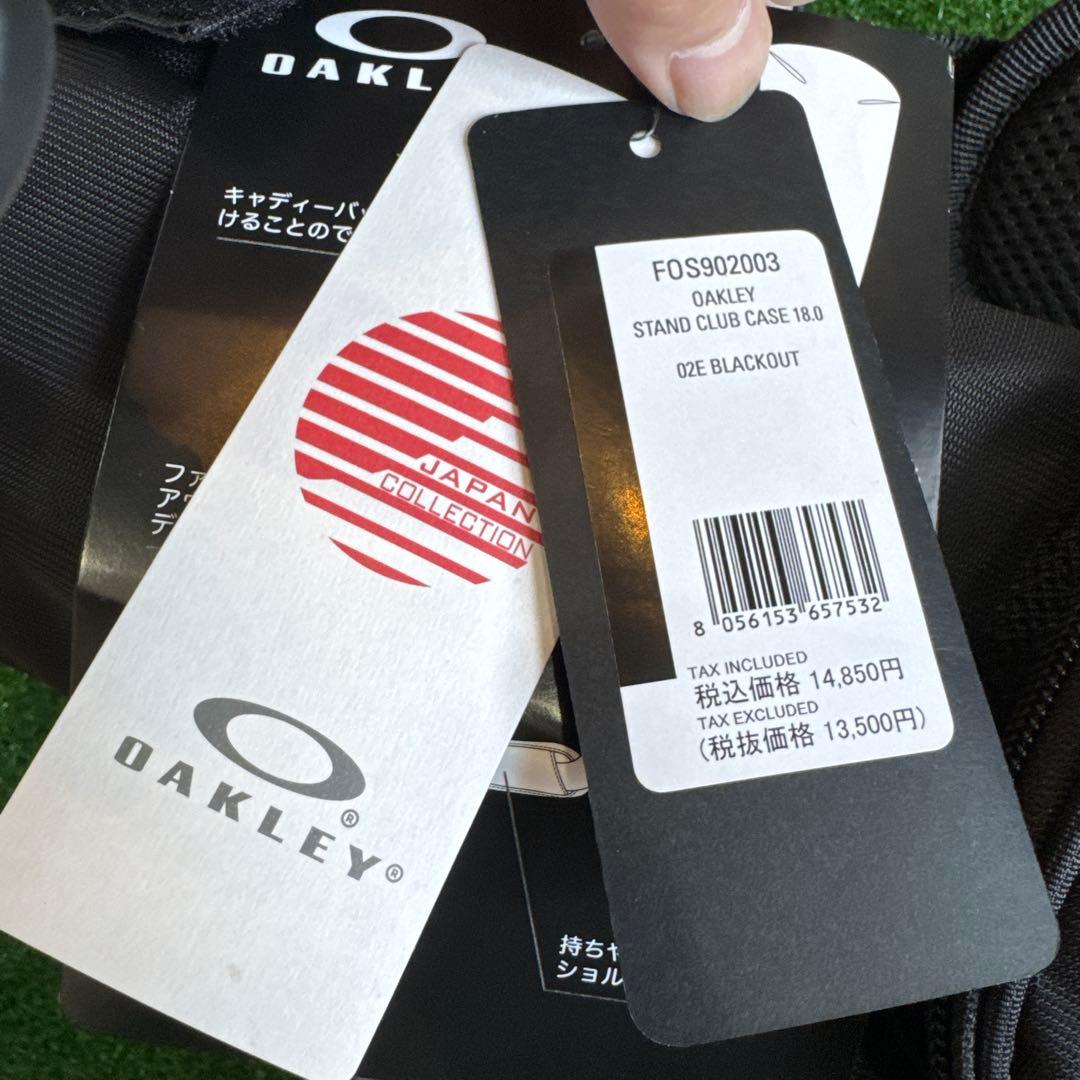 OAKL
キャディーバッ
けることので
ファ
デ
JAPAN
COLLECTION
OAKLEY®
持ちや
ショル
FOS902003
OAKLEY
STAND CLUB CASE 18.0
02E BLACKOUT
8 056153 657532
TAX INCLUDED
税込価格 14,850円
TAX EXCLUDED
(税抜価格 13,500円)